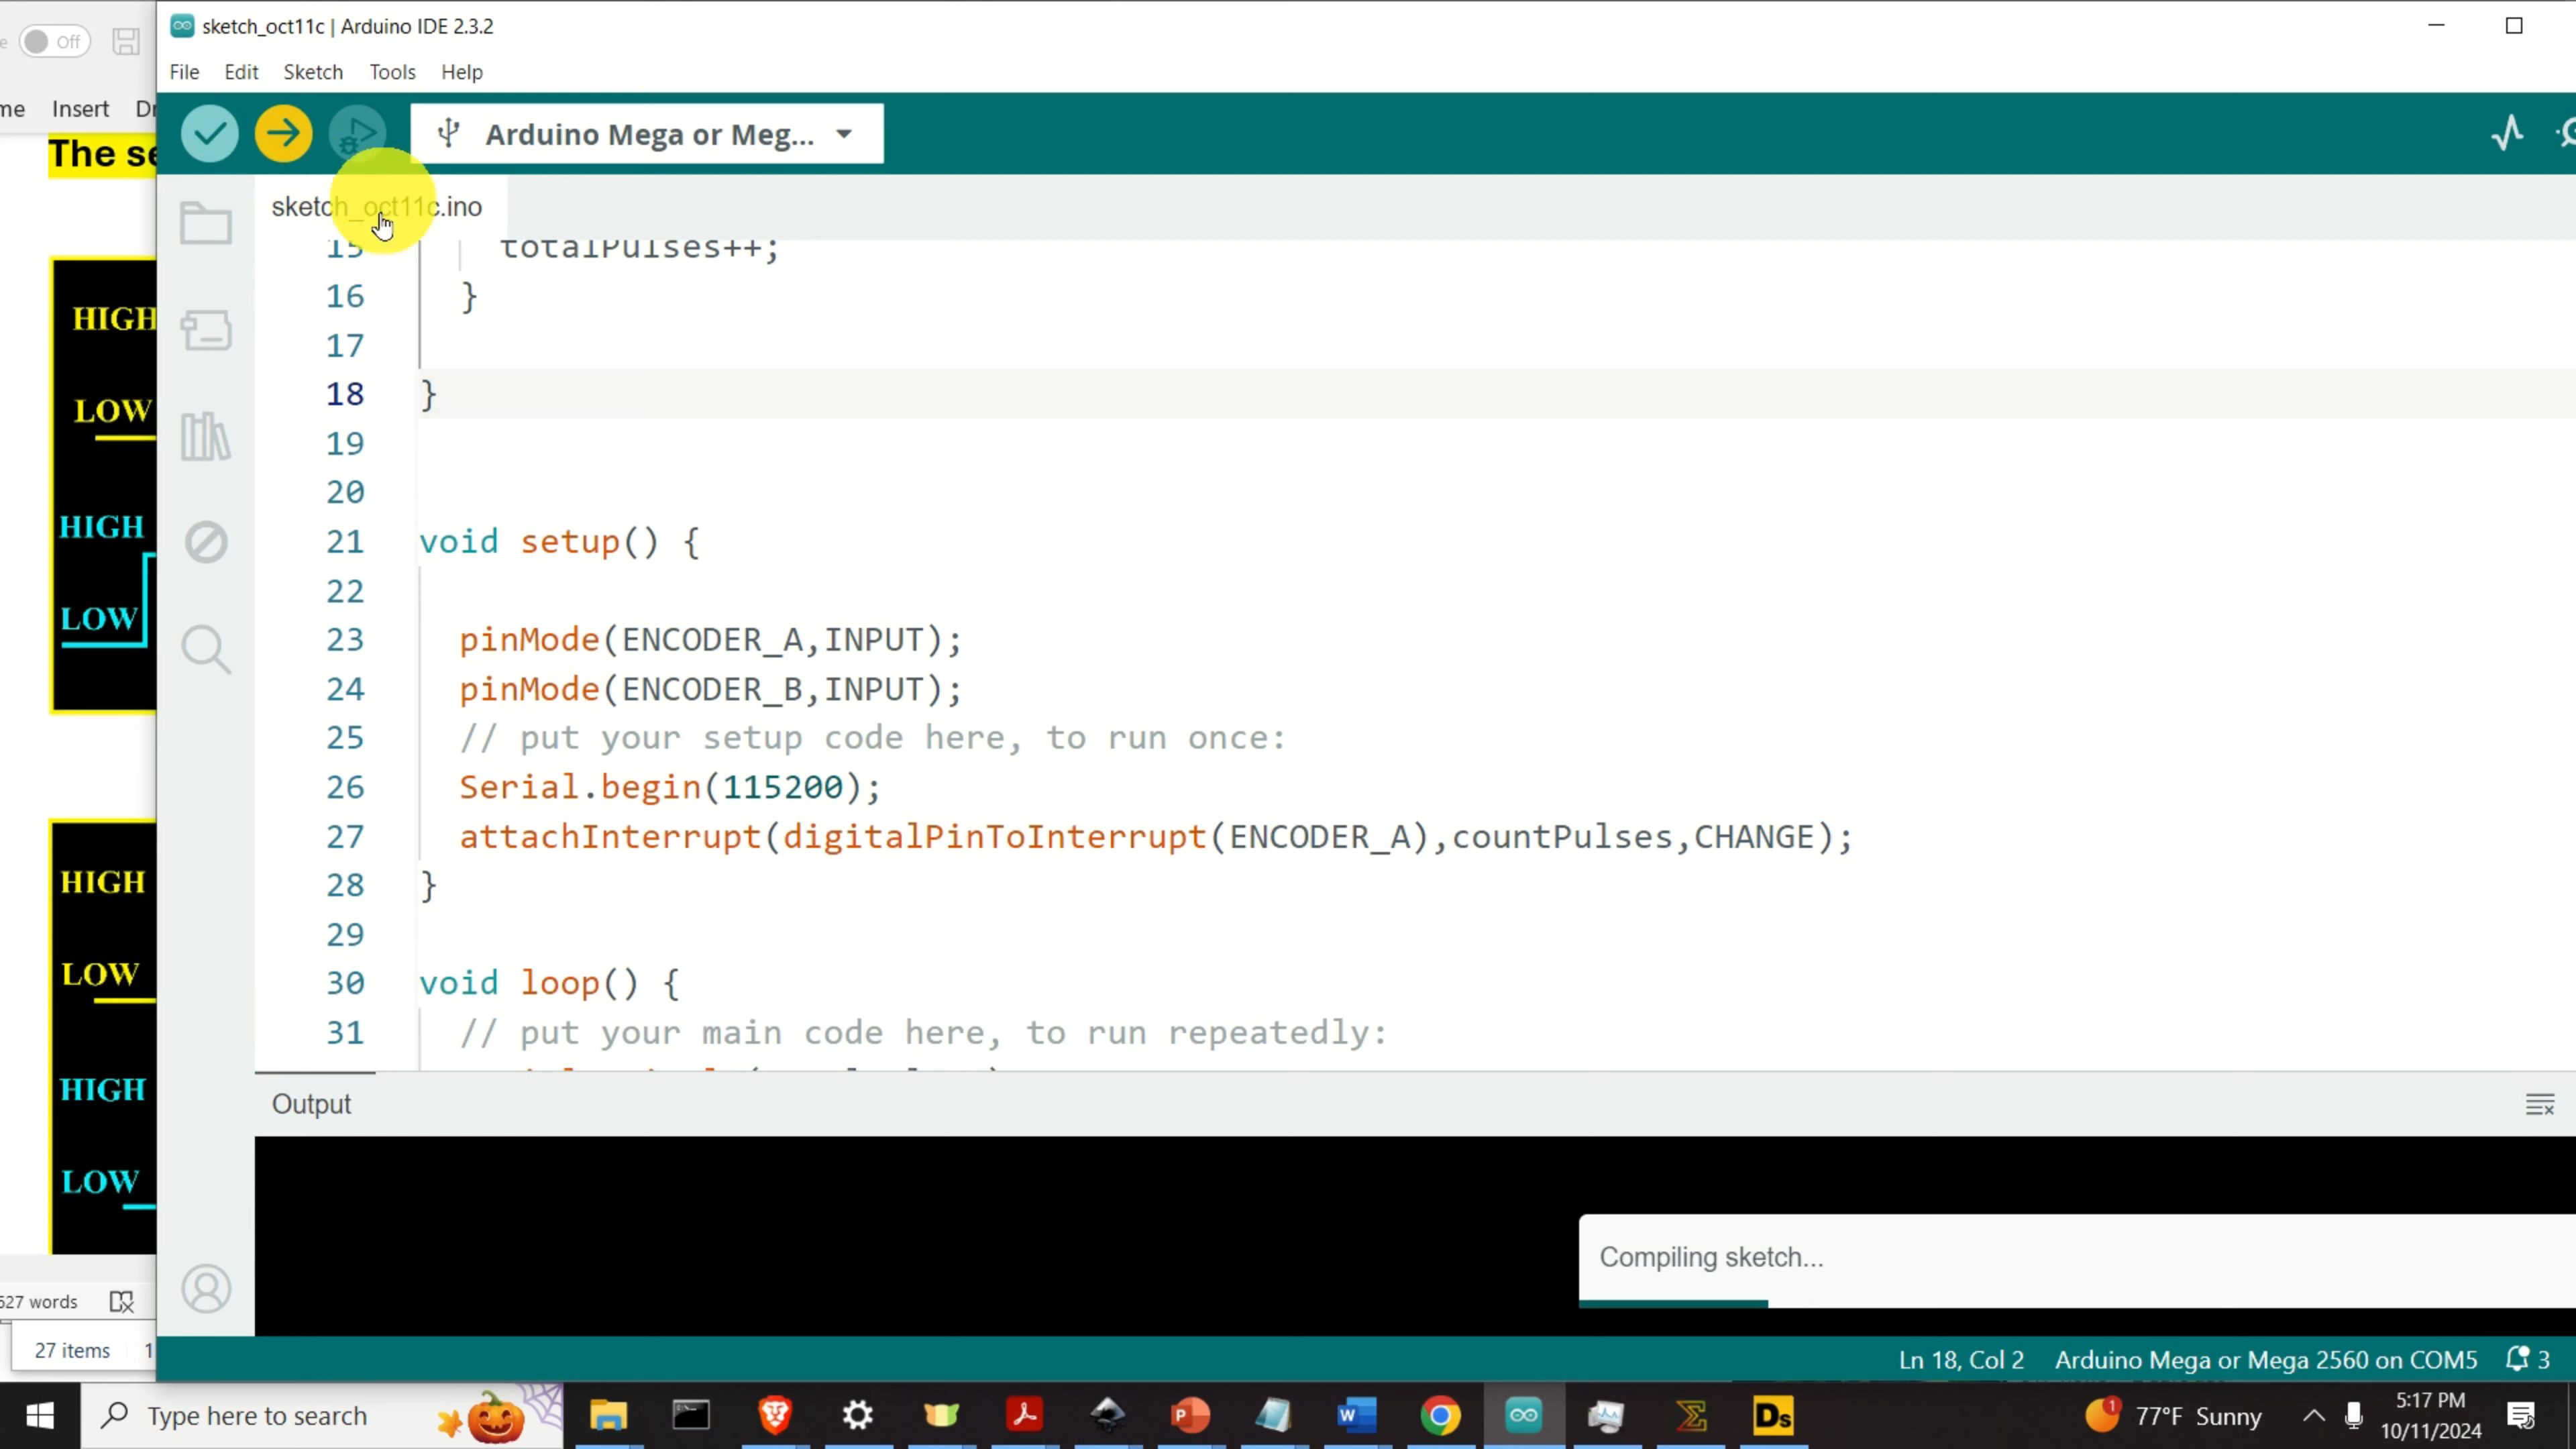 sketch_oct11c | Arduino IDE 2.3.2
Off
File Edit Sketch Tools Help
Insert
Arduino Mega or Meg...
The
sketch_oct11c.ino
15 totalPulses++;
16 }
17
18 }
19
20
21 void setup() {
22
23 pinMode(ENCODER_A,INPUT);
24 pinMode(ENCODER_B,INPUT);
25 // put your setup code here, to run once:
26 Serial.begin(115200);
27 attachInterrupt(digitalPinToInterrupt(ENCODER_A),countPulses,CHANGE);
28 }
29
30 void loop() {
31 // put your main code here, to run repeatedly:
HIGH
LOW
HIGH
LOW
HIGH
LOW
HIGH
LOW
Output
Compiling sketch...
627 words
27 items 1
Ln 18, Col 2 Arduino Mega or Mega 2560 on COM5 3
Type here to search
Ds
1
77°F Sunny
5:17 PM
10/11/2024